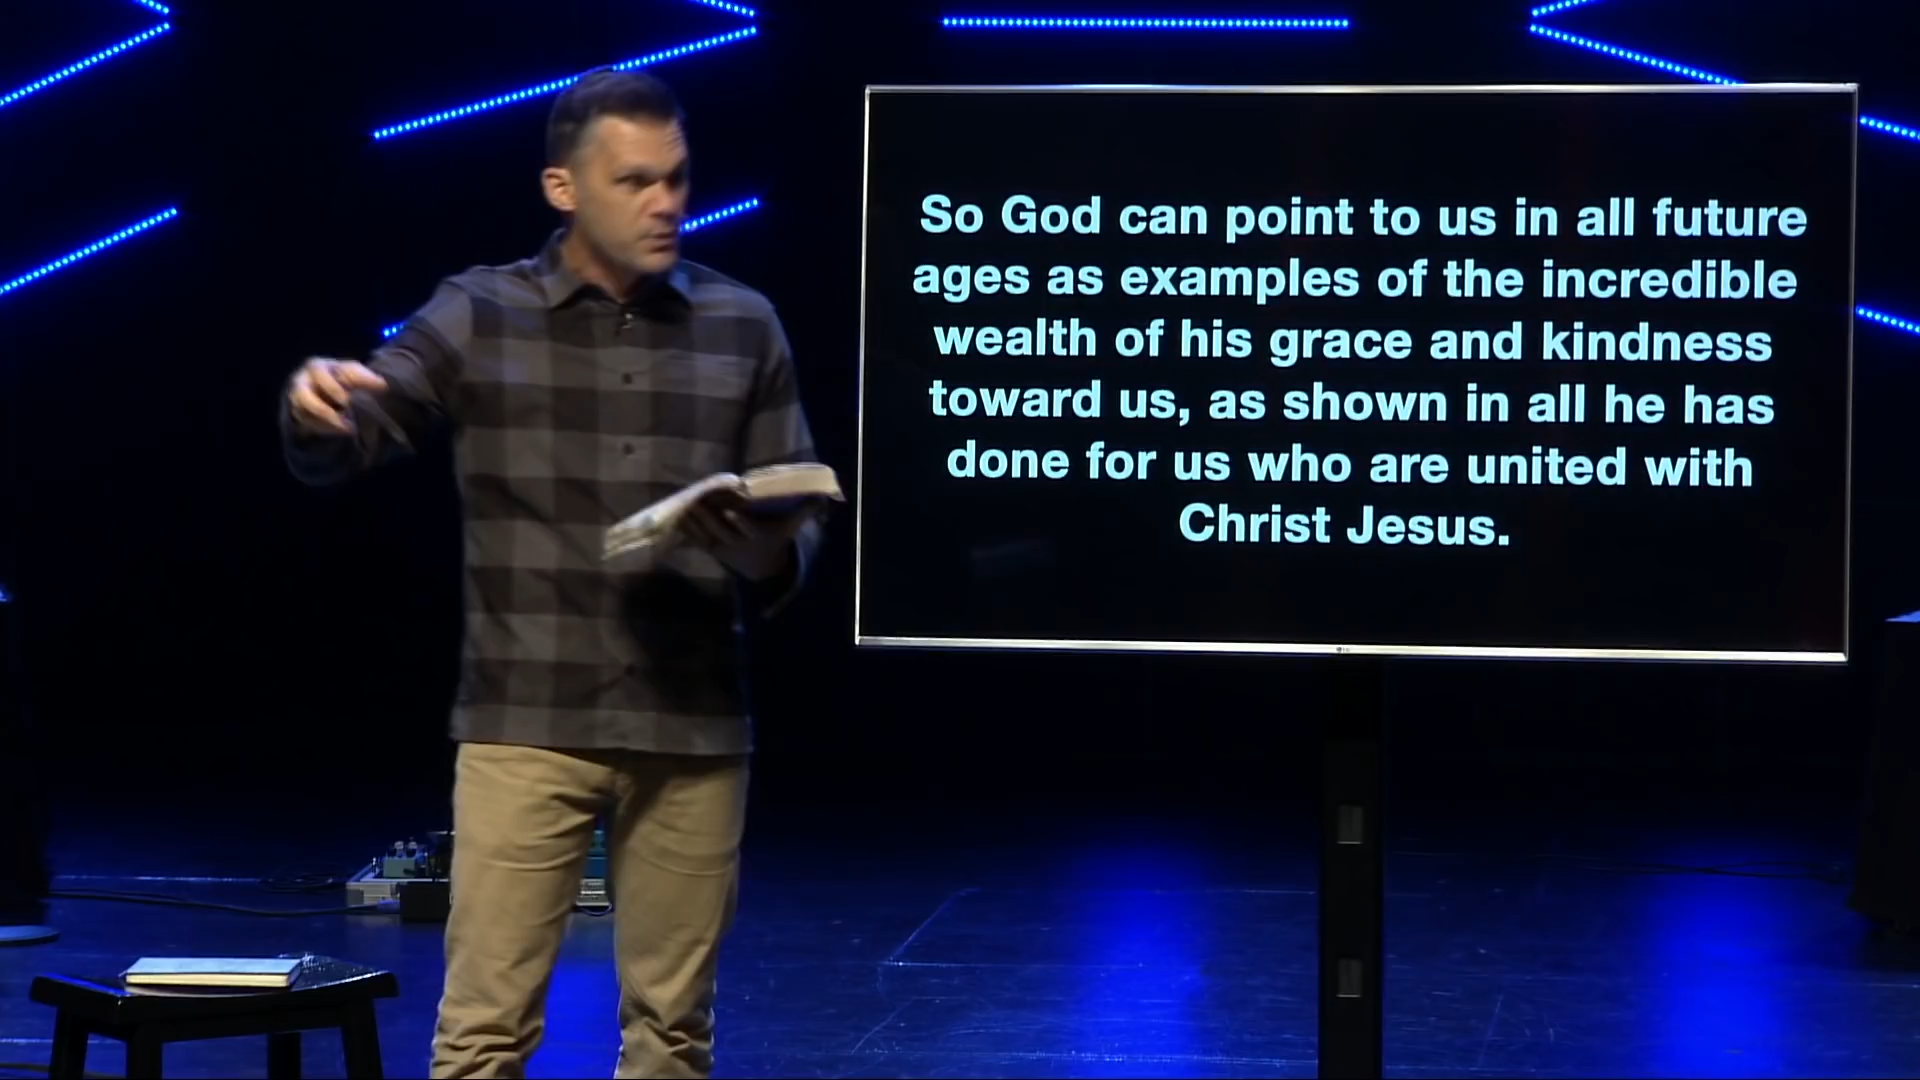 So God can point to us in all future
ages as examples of the incredible
wealth of his grace and kindness
toward us, as shown in all he has
done for us who are united with
Christ Jesus.